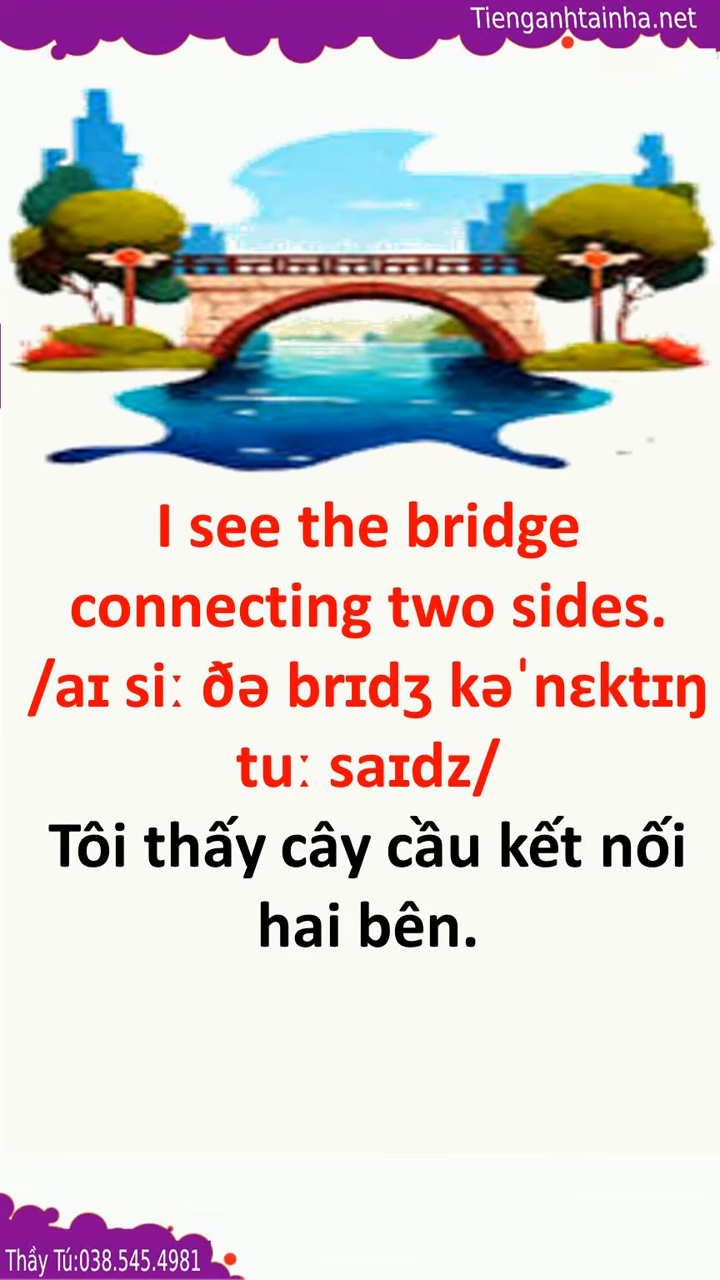 Tienganhtainha.net
I see the bridge
connecting two sides.
/aɪ siː ðə brɪdʒ kəˈnɛktɪŋ
tuː saɪdz/
Tôi thấy cây cầu kết nối
hai bên.
Thầy Tú:038.545.4981